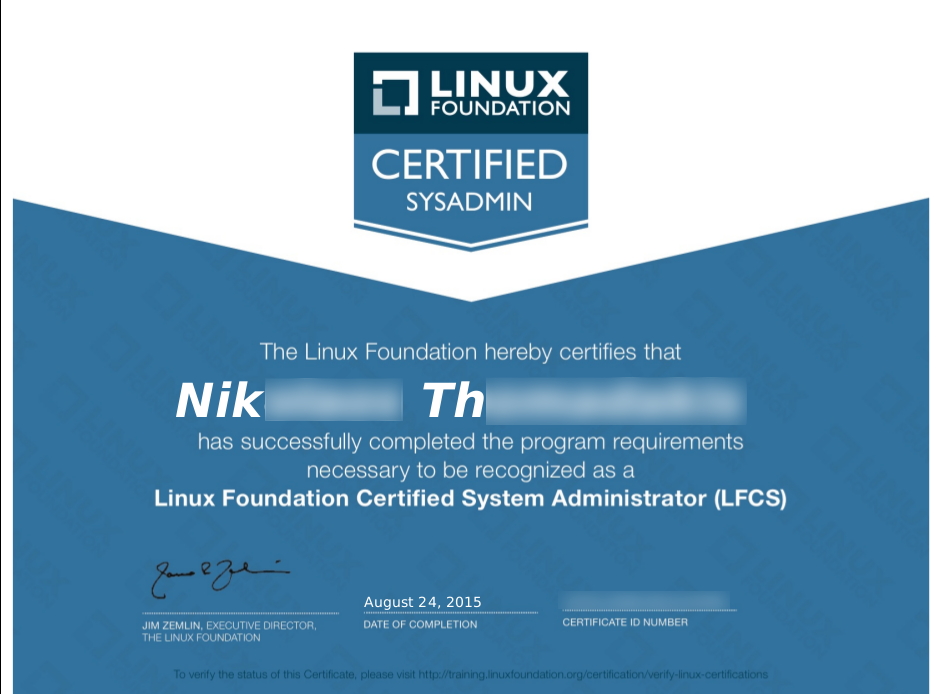 LINUX
FOUNDATION
CERTIFIED
SYSADMIN
The Linux Foundation hereby certifies that
Nik Th
has successfully completed the program requirements
necessary to be recognized as a
Linux Foundation Certified System Administrator (LFCS)
August 24, 2015
JIM ZEMLIN, EXECUTIVE DIRECTOR,
THE LINUX FOUNDATION
DATE OF COMPLETION
CERTIFICATE ID NUMBER
To verify the status of this Certificate, please visit http://training.linuxfoundation.org/certification/verify-linux-certifications